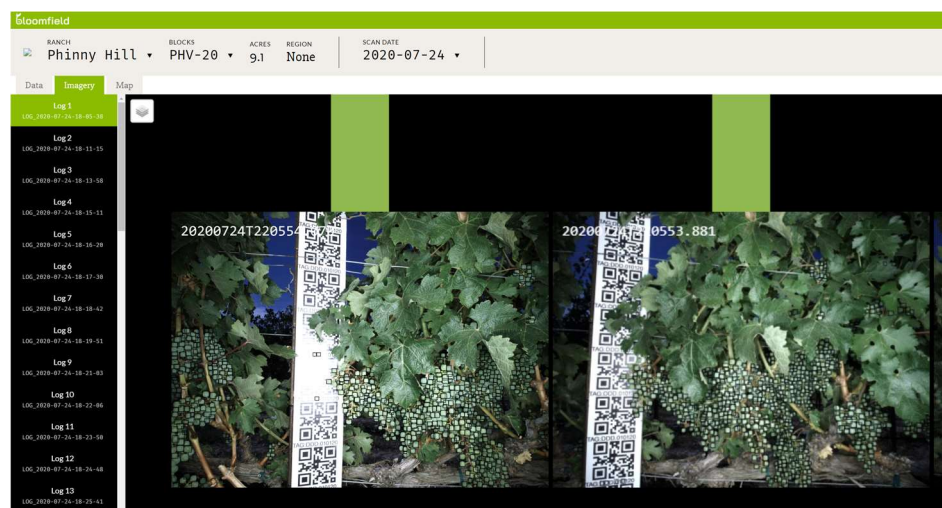 bloomfield
RANCH BLOCKS ACRES REGION SCAN DATE
Phinny Hill ▾ PHV-20 ▾ 9.1 None 2020-07-24 ▾
Data Imagery Map
Log 1
LOG_2020-07-24-18-05-38
Log 2
LOG_2020-07-24-18-11-15
Log 3
LOG_2020-07-24-18-13-58
Log 4
LOG_2020-07-24-18-15-11
Log 5
LOG_2020-07-24-18-16-20
Log 6
LOG_2020-07-24-18-17-30
Log 7
LOG_2020-07-24-18-18-42
Log 8
LOG_2020-07-24-18-19-51
Log 9
LOG_2020-07-24-18-21-03
Log 10
LOG_2020-07-24-18-22-06
Log 11
LOG_2020-07-24-18-23-50
Log 12
LOG_2020-07-24-18-24-48
Log 13
LOG_2020-07-24-18-25-41
TAG.DDD.010120
TAG.DDD.010120